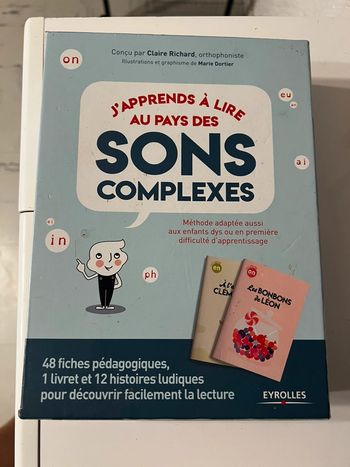 Conçu par Claire Richard, orthophoniste
Illustrations et graphisme de Marie Dortier
on
J'APPRENDS À LIRE
AU PAYS DES
SONS
COMPLEXES
eu
ai
in
ph
Méthode adaptée aussi
aux enfants dys ou en première
difficulté d'apprentissage
en
CLÉM
on
Les BONBONS
de LÉON
48 fiches pédagogiques,
1 livret et 12 histoires ludiques
pour découvrir facilement la lecture
EYROLLES